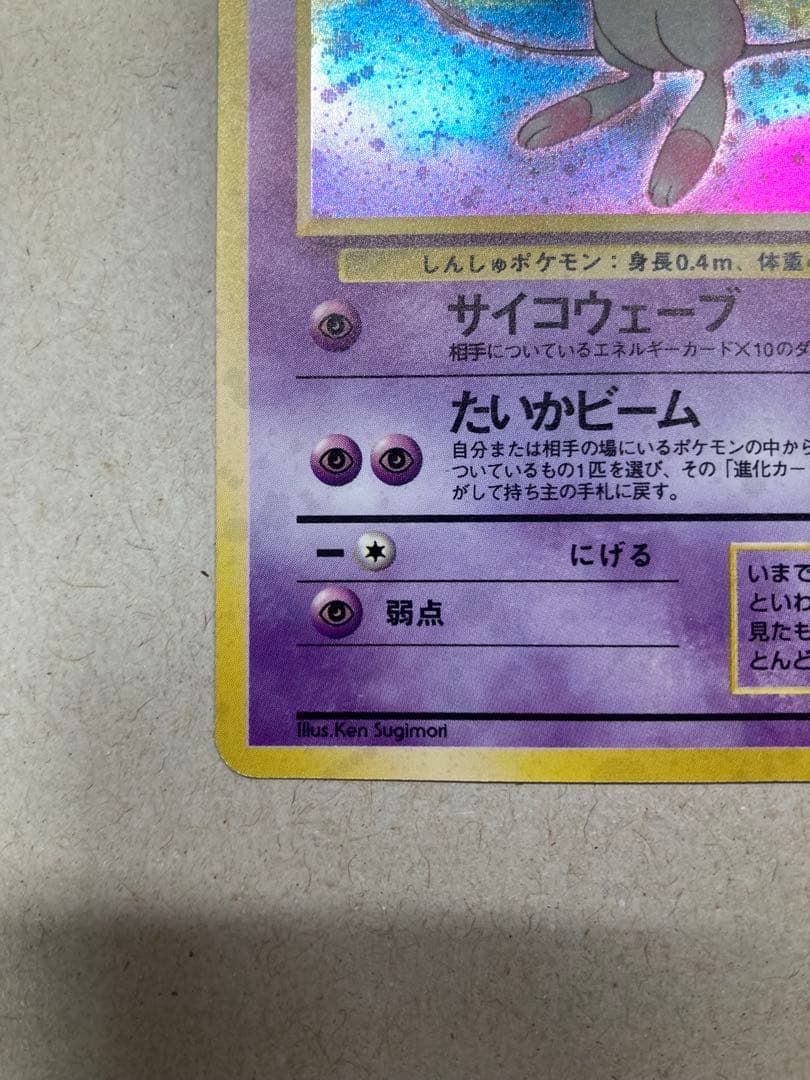 しんしゅポケモン：身長0.4m、体重
サイコウェーブ
相手についているエネルギーカード×10のダ
たいかビーム
自分または相手の場にいるポケモンの中から
ついているもの1匹を選び、その「進化カー
がして持ち主の手札に戻す。
ー
にげる
弱点
いまで
といわ
見たも
とんど
Illus.Ken Sugimori